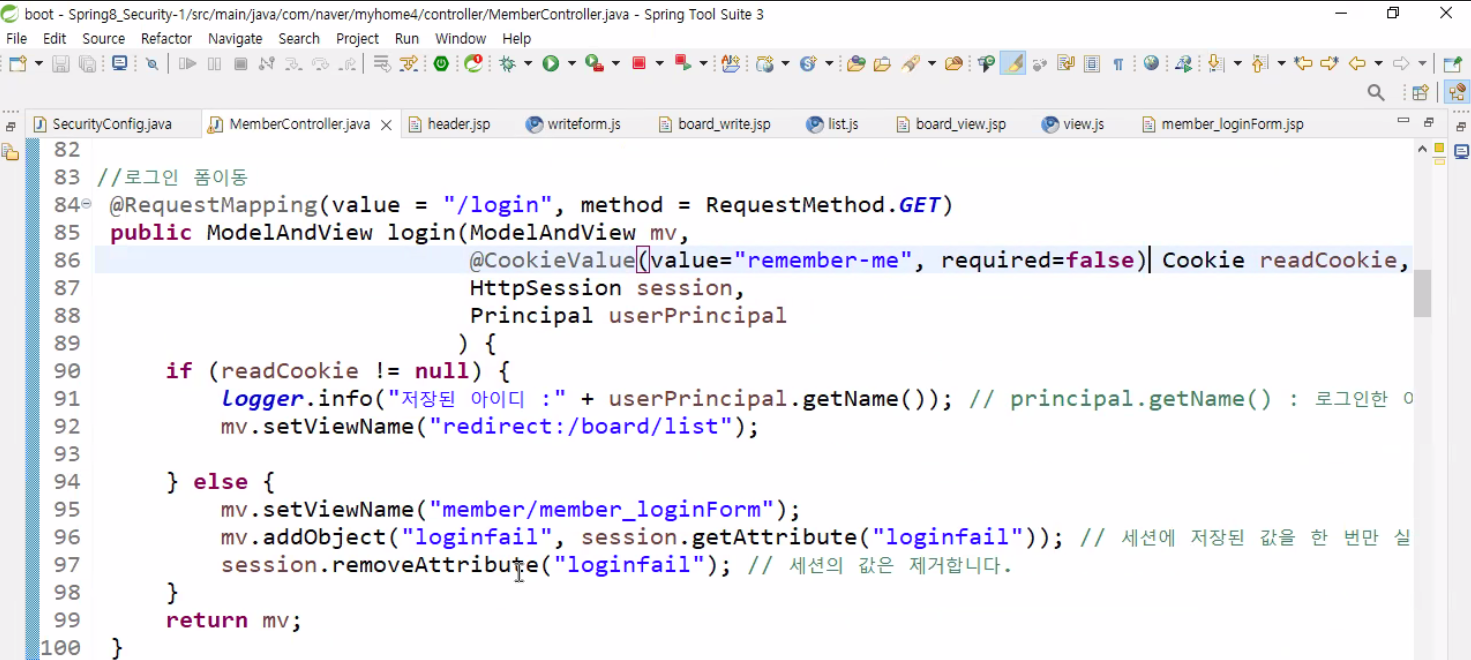 boot - Spring8_Security-1/src/main/java/com/naver/myhome4/controller/MemberController.java - Spring Tool Suite 3
File Edit Source Refactor Navigate Search Project Run Window Help
SecurityConfig.java MemberController.java header.jsp writeform.js board_write.jsp list.js board_view.jsp view.js member_loginForm.jsp
82
83 //로그인 폼이동
84 @RequestMapping(value = "/login", method = RequestMethod.GET)
85 public ModelAndView login(ModelAndView mv,
86 @CookieValue(value="remember-me", required=false) Cookie readCookie,
87 HttpSession session,
88 Principal userPrincipal
89 ) {
90 if (readCookie != null) {
91 logger.info("저장된 아이디 :" + userPrincipal.getName()); // principal.getName() : 로그인한
92 mv.setViewName("redirect:/board/list");
93
94 } else {
95 mv.setViewName("member/member_loginForm");
96 mv.addObject("loginfail", session.getAttribute("loginfail")); // 세션에 저장된 값을 한 번만 실
97 session.removeAttribute("loginfail"); // 세션의 값은 제거합니다.
98 }
99 return mv;
100 }